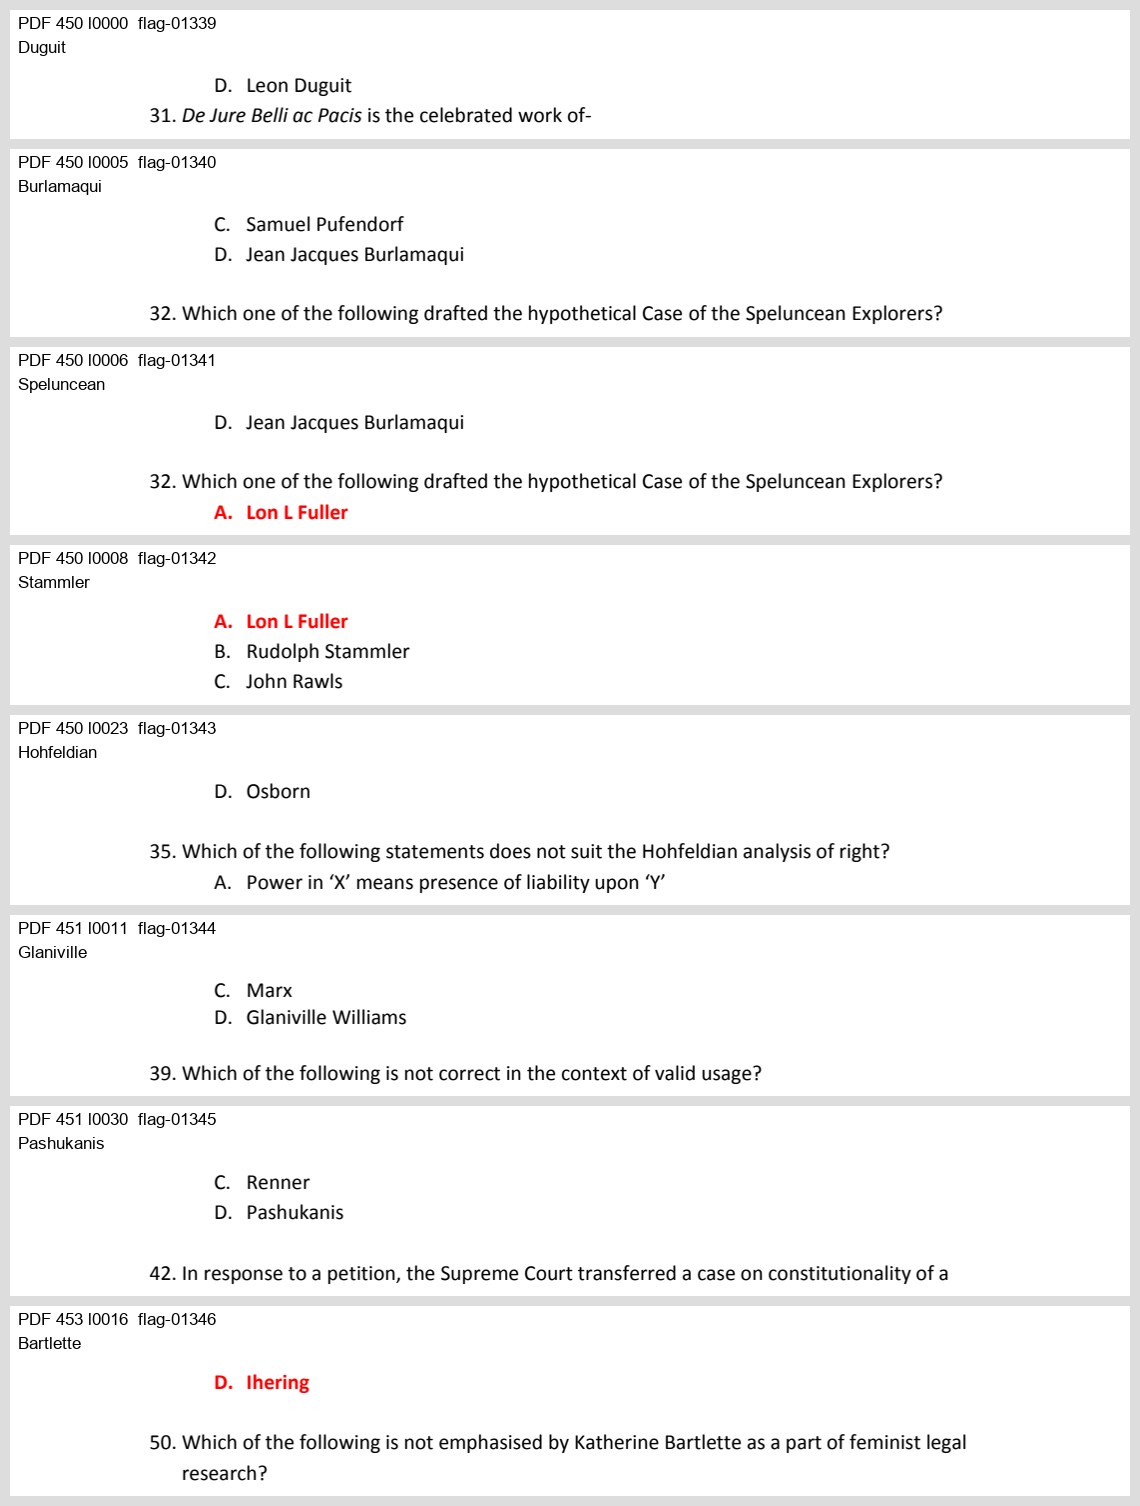 PDF 450 l0000 flag-01339
Duguit
D. Leon Duguit
31. De Jure Belli ac Pacis is the celebrated work of-
PDF 450 l0005 flag-01340
Burlamaqui
C. Samuel Pufendorf
D. Jean Jacques Burlamaqui
32. Which one of the following drafted the hypothetical Case of the Speluncean Explorers?
PDF 450 l0006 flag-01341
Speluncean
D. Jean Jacques Burlamaqui
32. Which one of the following drafted the hypothetical Case of the Speluncean Explorers?
A. Lon L Fuller
PDF 450 l0008 flag-01342
Stammler
A. Lon L Fuller
B. Rudolph Stammler
C. John Rawls
PDF 450 l0023 flag-01343
Hohfeldian
D. Osborn
35. Which of the following statements does not suit the Hohfeldian analysis of right?
A. Power in ‘X’ means presence of liability upon ‘Y’
PDF 451 l0011 flag-01344
Glaniville
C. Marx
D. Glaniville Williams
39. Which of the following is not correct in the context of valid usage?
PDF 451 l0030 flag-01345
Pashukanis
C. Renner
D. Pashukanis
42. In response to a petition, the Supreme Court transferred a case on constitutionality of a
PDF 453 l0016 flag-01346
Bartlette
D. Ihering
50. Which of the following is not emphasised by Katherine Bartlette as a part of feminist legal
research?